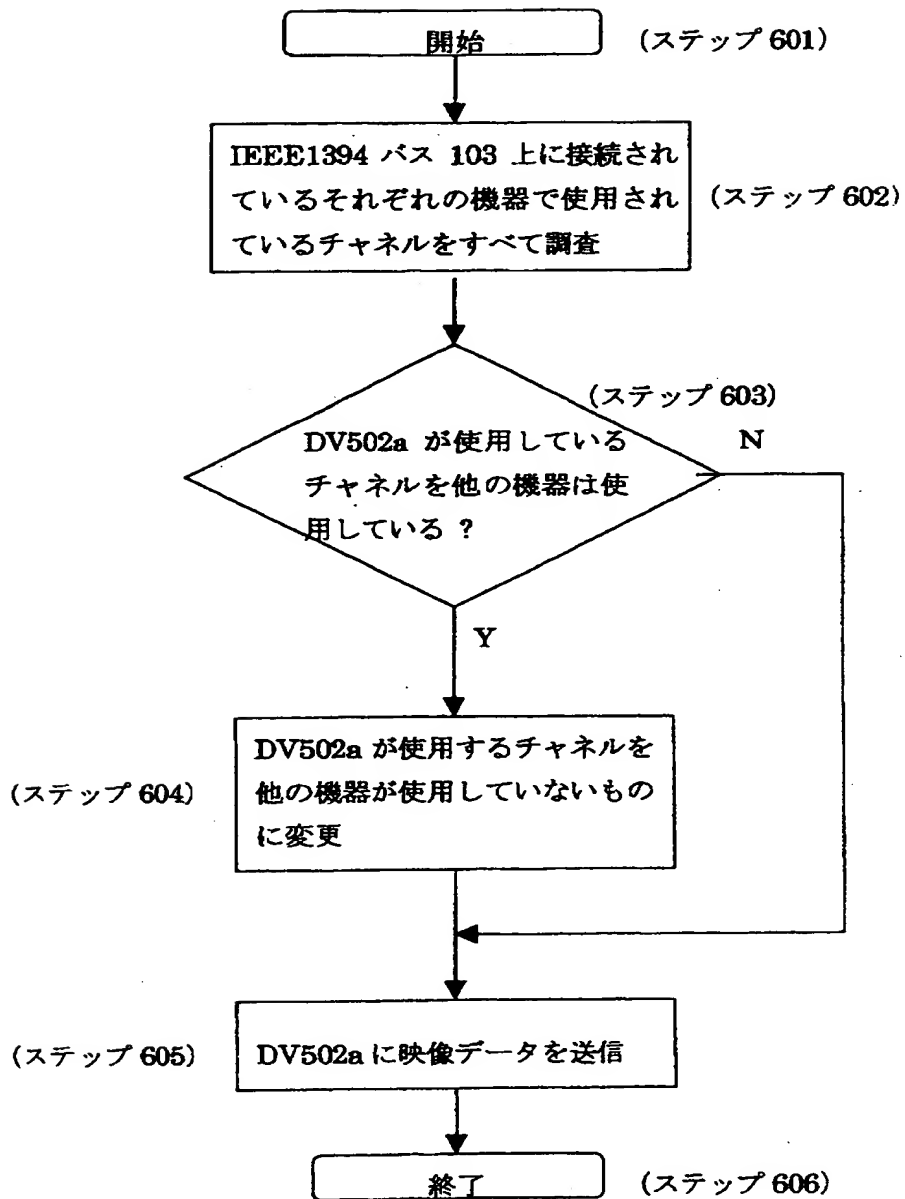 開始 (ステップ 601)
IEEE1394 バス 103 上に接続され
ているそれぞれの機器で使用され (ステップ 602)
ているチャネルをすべて調査
(ステップ 603)
DV502a が使用している N
チャネルを他の機器は使
用している ?
Y
DV502a が使用するチャネルを
(ステップ 604) 他の機器が使用していないもの
に変更
(ステップ 605) DV502a に映像データを送信
終了 (ステップ 606)